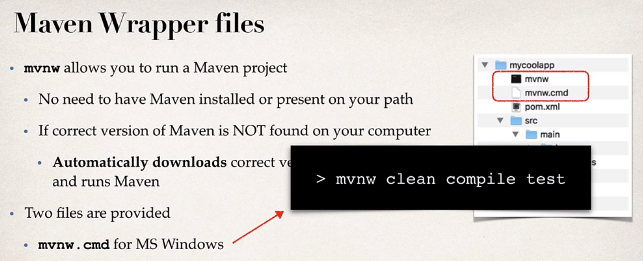 Maven Wrapper files
• mvnw allows you to run a Maven project
• No need to have Maven installed or present on your path
• If correct version of Maven is NOT found on your computer
• Automatically downloads correct
and runs Maven
• Two files are provided
• mvnw.cmd for MS Windows
> mvnw clean compile test
mycoolapp
mvnw
mvnw.cmd
pom.xml
src
main